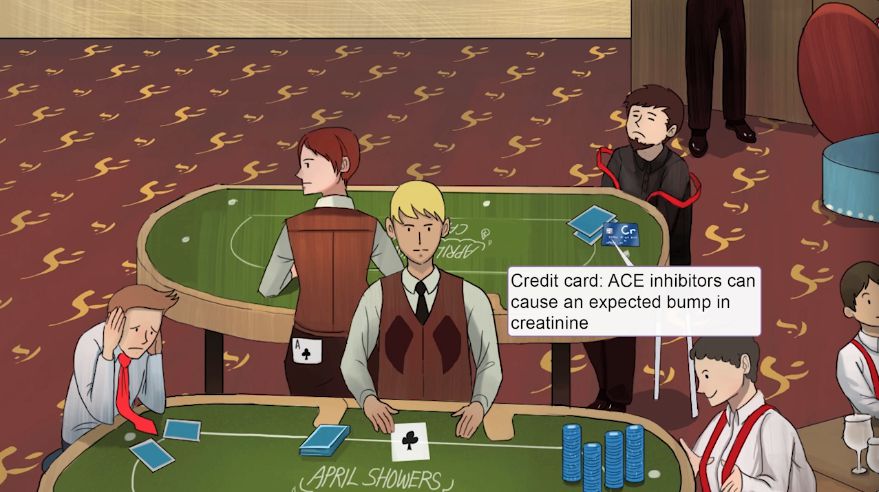 Cr
Credit card: ACE inhibitors can
cause an expected bump in
creatinine
A
APRIL SHOWERS